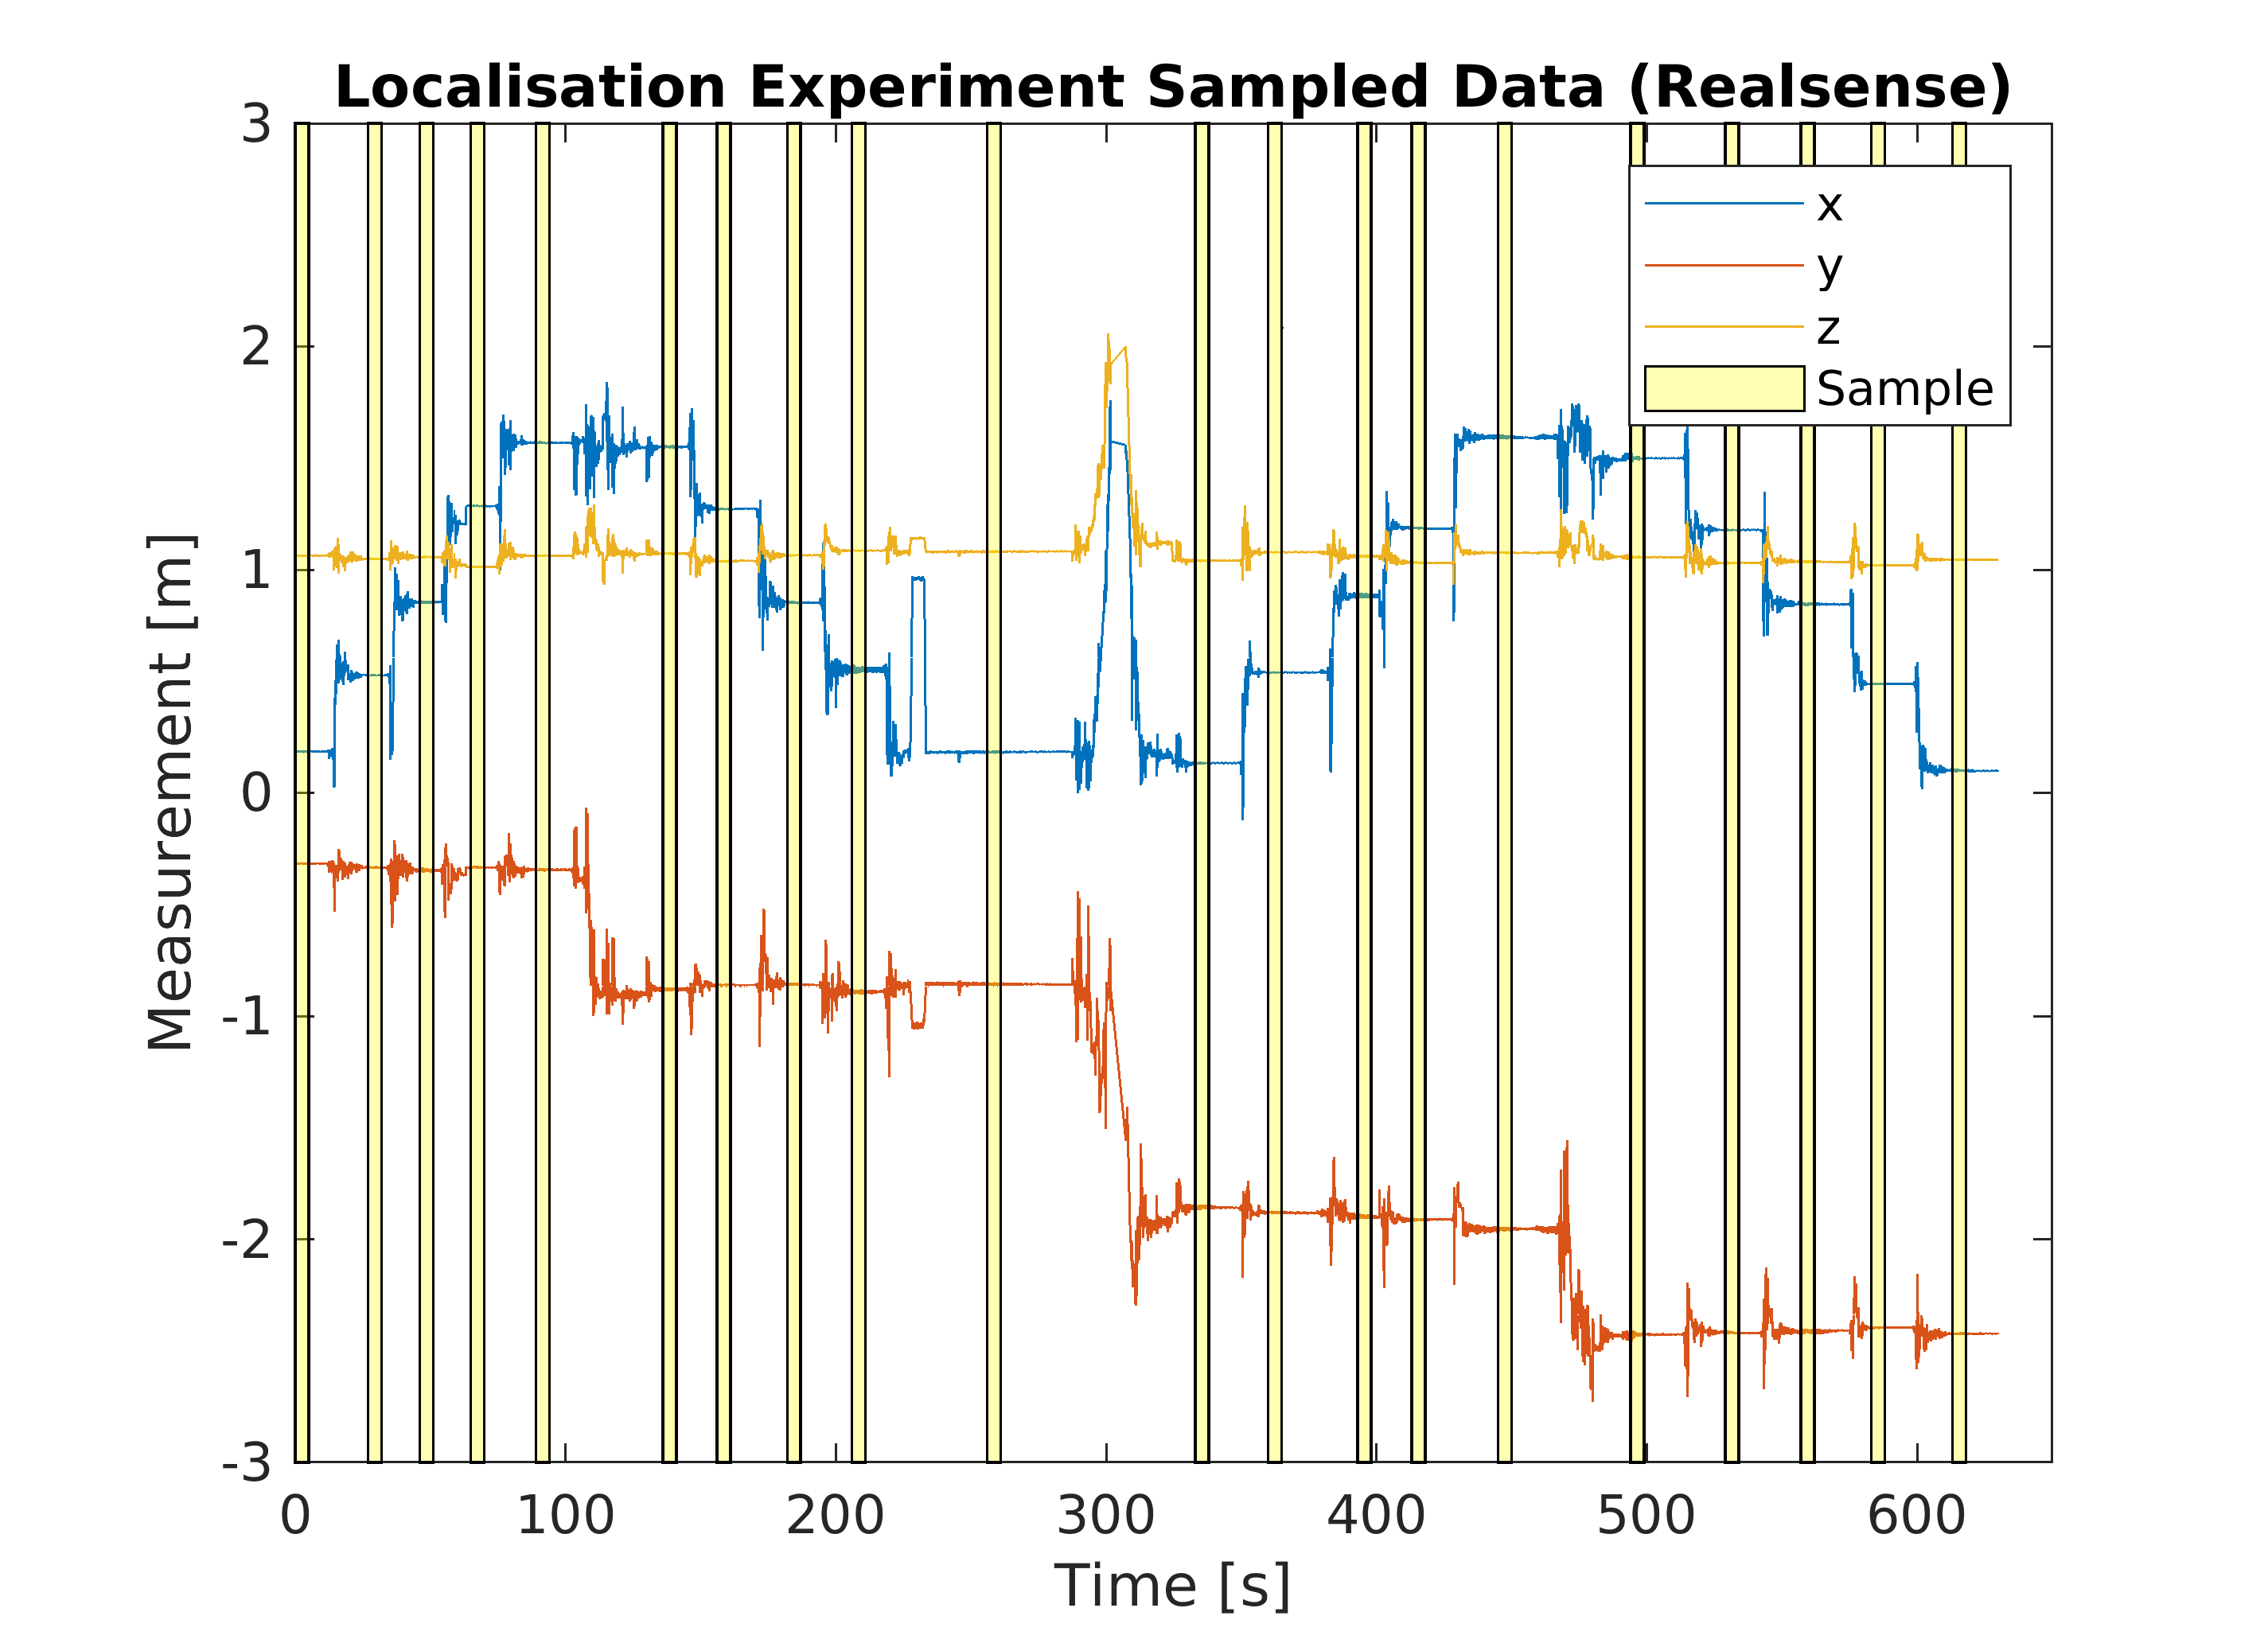 Localisation Experiment Sampled Data (Realsense)
3
2
1
0
-1
-2
-3
Measurement [m]
x
y
z
Sample
0 100 200 300 400 500 600
Time [s]